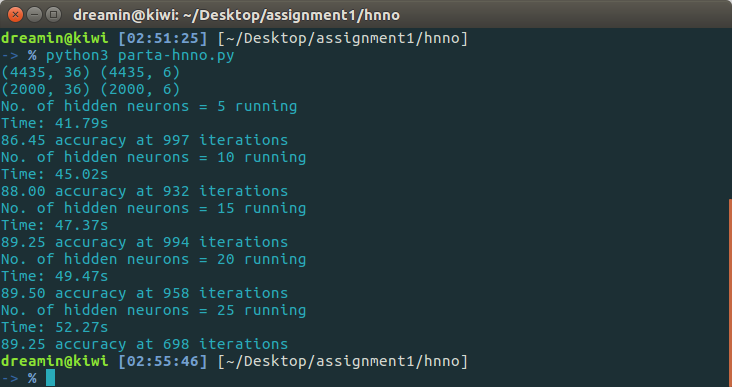 dreamin@kiwi: ~/Desktop/assignment1/hnno
dreamin@kiwi [02:51:25] [~/Desktop/assignment1/hnno]
-> % python3 parta-hnno.py
(4435, 36) (4435, 6)
(2000, 36) (2000, 6)
No. of hidden neurons = 5 running
Time: 41.79s
86.45 accuracy at 997 iterations
No. of hidden neurons = 10 running
Time: 45.02s
88.00 accuracy at 932 iterations
No. of hidden neurons = 15 running
Time: 47.37s
89.25 accuracy at 994 iterations
No. of hidden neurons = 20 running
Time: 49.47s
89.50 accuracy at 958 iterations
No. of hidden neurons = 25 running
Time: 52.27s
89.25 accuracy at 698 iterations
dreamin@kiwi [02:55:46] [~/Desktop/assignment1/hnno]
-> %